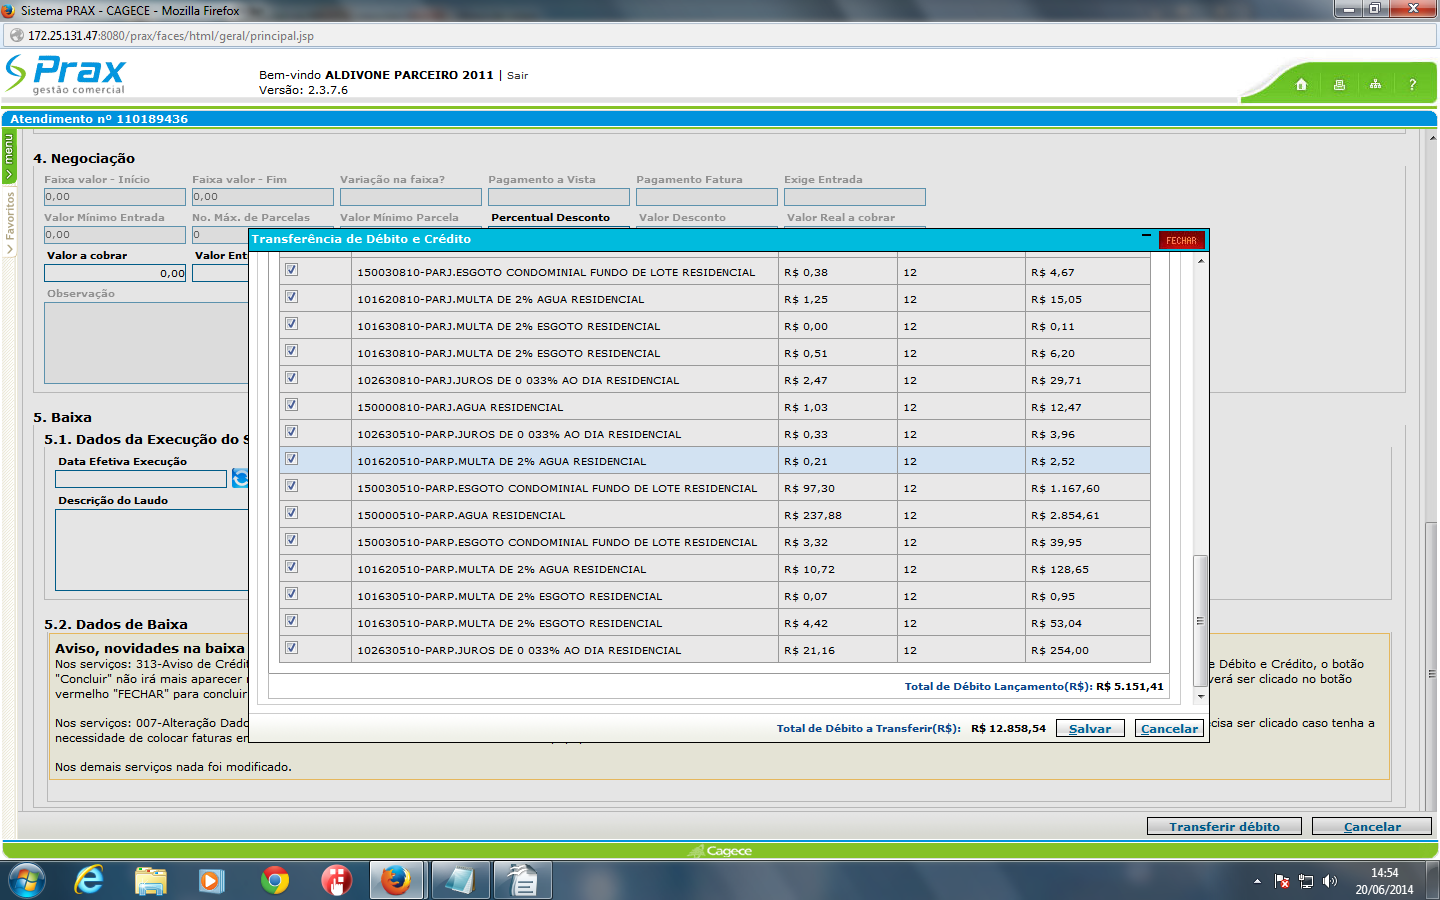 Sistema PRAX - CAGECE - Mozilla Firefox
172.25.131.47:8080/prax/faces/html/geral/principal.jsp
Prax
gestão comercial
Bem-vindo ALDIVONE PARCEIRO 2011 | Sair
Versão: 2.3.7.6
?
Atendimento nº 110189436
menu
Favoritos
4. Negociação
Faixa valor - Início Faixa valor - Fim Variação na faixa? Pagamento a Vista Pagamento Fatura Exige Entrada
0,00 0,00
Valor Mínimo Entrada No. Máx. de Parcelas Valor Mínimo Parcela Percentual Desconto Valor Desconto Valor Real a cobrar
0,00 0
Valor a cobrar Valor Ent
0,00
Observação
5. Baixa
5.1. Dados da Execução do S
Data Efetiva Execução
Descrição do Laudo
5.2. Dados de Baixa
Aviso, novidades na baixa
Nos serviços: 313-Aviso de Crédit
e Débito e Crédito, o botão
"Concluir" não irá mais aparecer
verá ser clicado no botão
vermelho "FECHAR" para concluir
Nos serviços: 007-Alteração Dado
cisa ser clicado caso tenha a
necessidade de colocar faturas en
Nos demais serviços nada foi modificado.
Transferência de Débito e Crédito
FECHAR
150030810-PARJ.ESGOTO CONDOMINIAL FUNDO DE LOTE RESIDENCIAL R$ 0,38 12 R$ 4,67
101620810-PARJ.MULTA DE 2% AGUA RESIDENCIAL R$ 1,25 12 R$ 15,05
101630810-PARJ.MULTA DE 2% ESGOTO RESIDENCIAL R$ 0,00 12 R$ 0,11
101630810-PARJ.MULTA DE 2% ESGOTO RESIDENCIAL R$ 0,51 12 R$ 6,20
102630810-PARJ.JUROS DE 0 033% AO DIA RESIDENCIAL R$ 2,47 12 R$ 29,71
150000810-PARJ.AGUA RESIDENCIAL R$ 1,03 12 R$ 12,47
102630510-PARP.JUROS DE 0 033% AO DIA RESIDENCIAL R$ 0,33 12 R$ 3,96
101620510-PARP.MULTA DE 2% AGUA RESIDENCIAL R$ 0,21 12 R$ 2,52
150030510-PARP.ESGOTO CONDOMINIAL FUNDO DE LOTE RESIDENCIAL R$ 97,30 12 R$ 1.167,60
150000510-PARP.AGUA RESIDENCIAL R$ 237,88 12 R$ 2.854,61
150030510-PARP.ESGOTO CONDOMINIAL FUNDO DE LOTE RESIDENCIAL R$ 3,32 12 R$ 39,95
101620510-PARP.MULTA DE 2% AGUA RESIDENCIAL R$ 10,72 12 R$ 128,65
101630510-PARP.MULTA DE 2% ESGOTO RESIDENCIAL R$ 0,07 12 R$ 0,95
101630510-PARP.MULTA DE 2% ESGOTO RESIDENCIAL R$ 4,42 12 R$ 53,04
102630510-PARP.JUROS DE 0 033% AO DIA RESIDENCIAL R$ 21,16 12 R$ 254,00
Total de Débito Lançamento(R$): R$ 5.151,41
Total de Débito a Transferir(R$): R$ 12.858,54 Salvar Cancelar
Transferir débito Cancelar
Cagece
14:54
20/06/2014